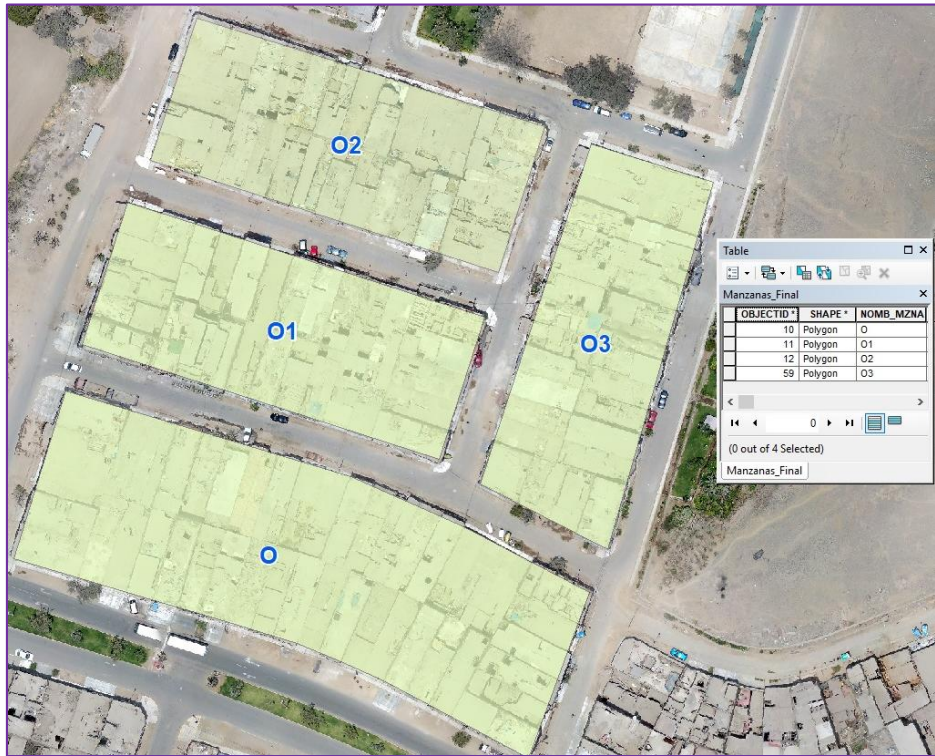 O2
O1
O3
O
Table
Manzanas_Final
OBJECTID * SHAPE * NOMB_MZNA
10 Polygon O
11 Polygon O1
12 Polygon O2
59 Polygon O3
0
(0 out of 4 Selected)
Manzanas_Final